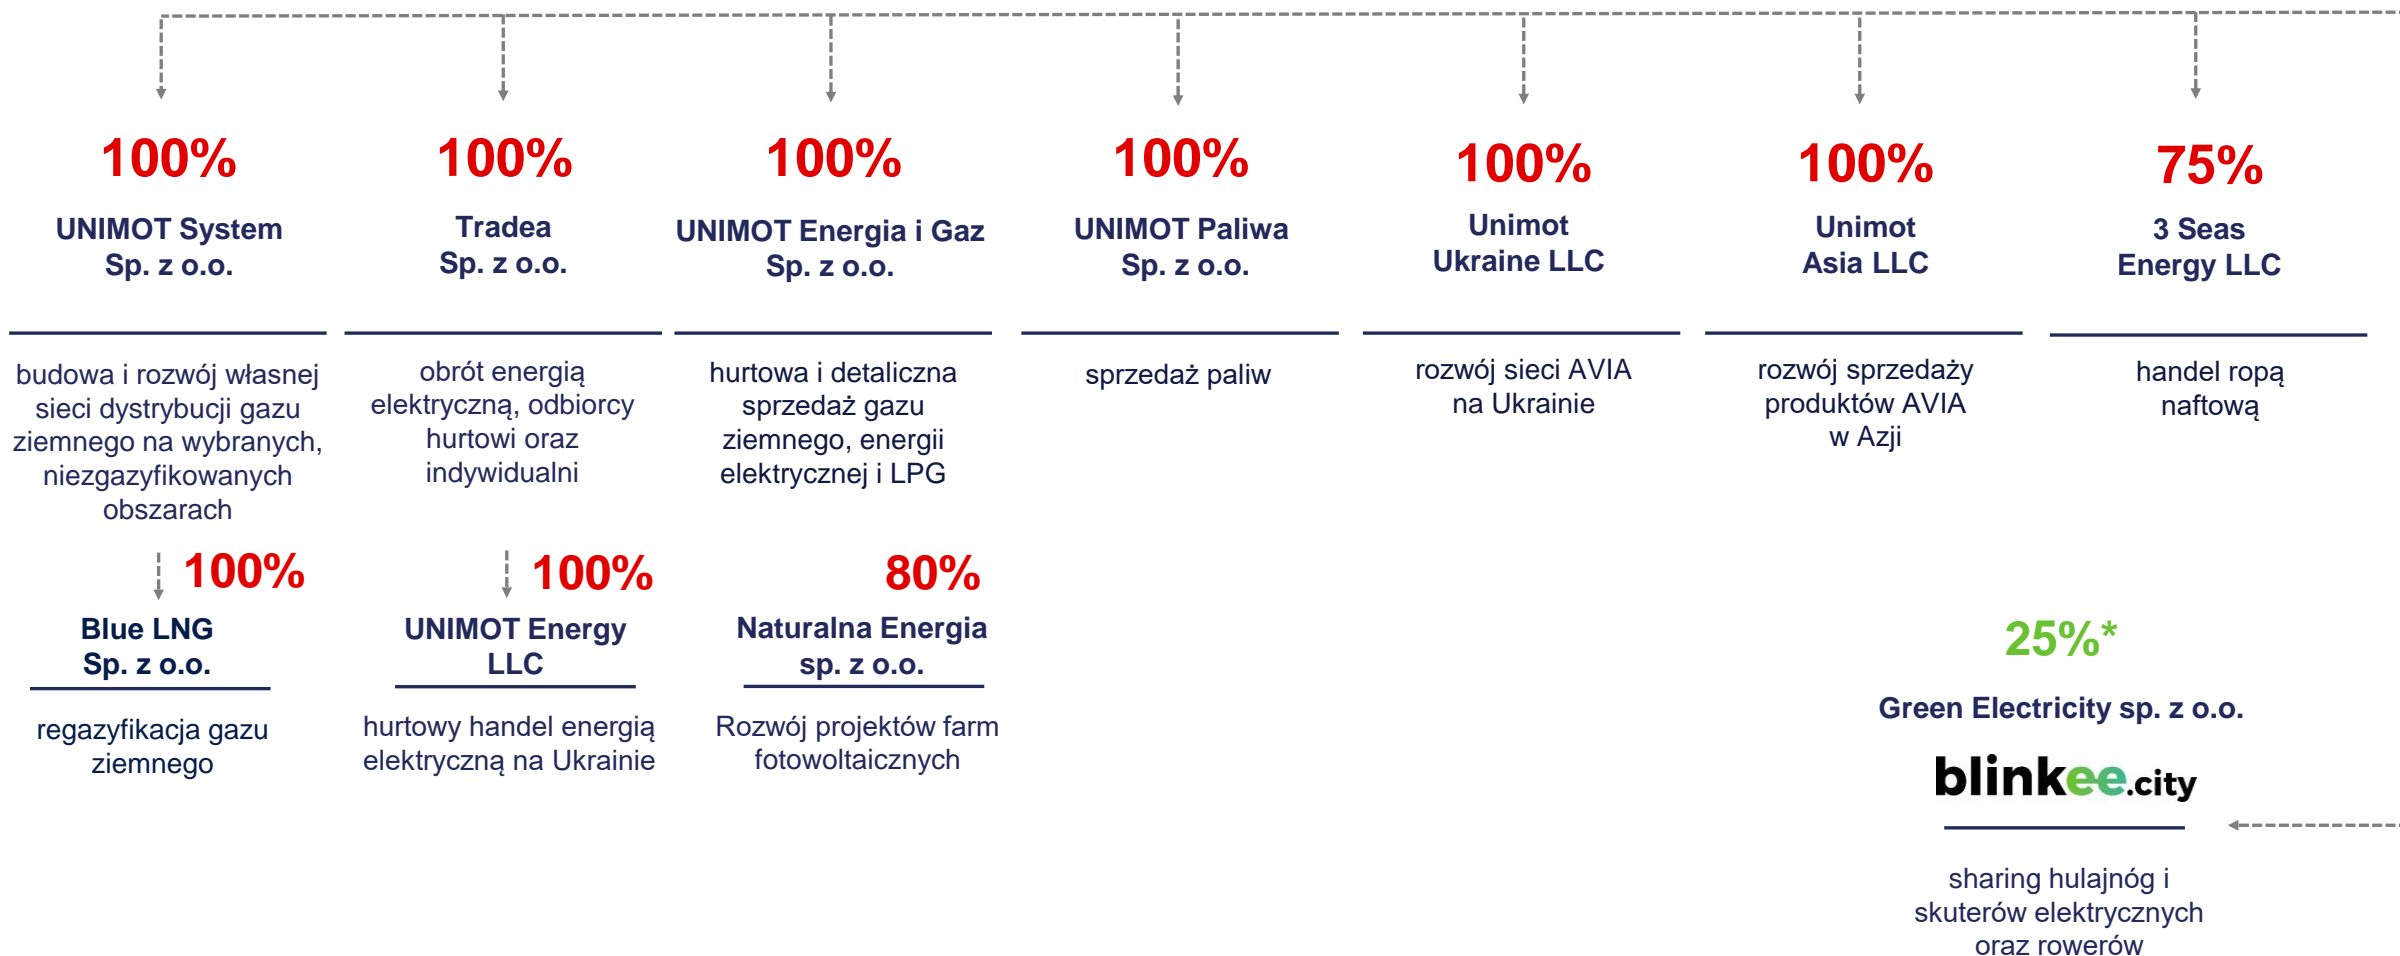 100%
UNIMOT System
Sp. z o.o.
budowa i rozwój własnej
sieci dystrybucji gazu
ziemnego na wybranych,
niezgazyfikowanych
obszarach
100%
Tradea
Sp. z o.o.
obrót energią
elektryczną, odbiorcy
hurtowi oraz
indywidualni
100%
UNIMOT Energia i Gaz
Sp. z o.o.
hurtowa i detaliczna
sprzedaż gazu
ziemnego, energii
elektrycznej i LPG
100%
UNIMOT Paliwa
Sp. z o.o.
sprzedaż paliw
100%
Unimot
Ukraine LLC
rozwój sieci AVIA
na Ukrainie
100%
Unimot
Asia LLC
rozwój sprzedaży
produktów AVIA
w Azji
75%
3 Seas
Energy LLC
handel ropą
naftową
100%
Blue LNG
Sp. z o.o.
regazyfikacja gazu
ziemnego
100%
UNIMOT Energy
LLC
hurtowy handel energią
elektryczną na Ukrainie
80%
Naturalna Energia
sp. z o.o.
Rozwój projektów farm
fotowoltaicznych
25%*
Green Electricity sp. z o.o.
blinkee.city
sharing hulajnóg i
skuterów elektrycznych
oraz rowerów